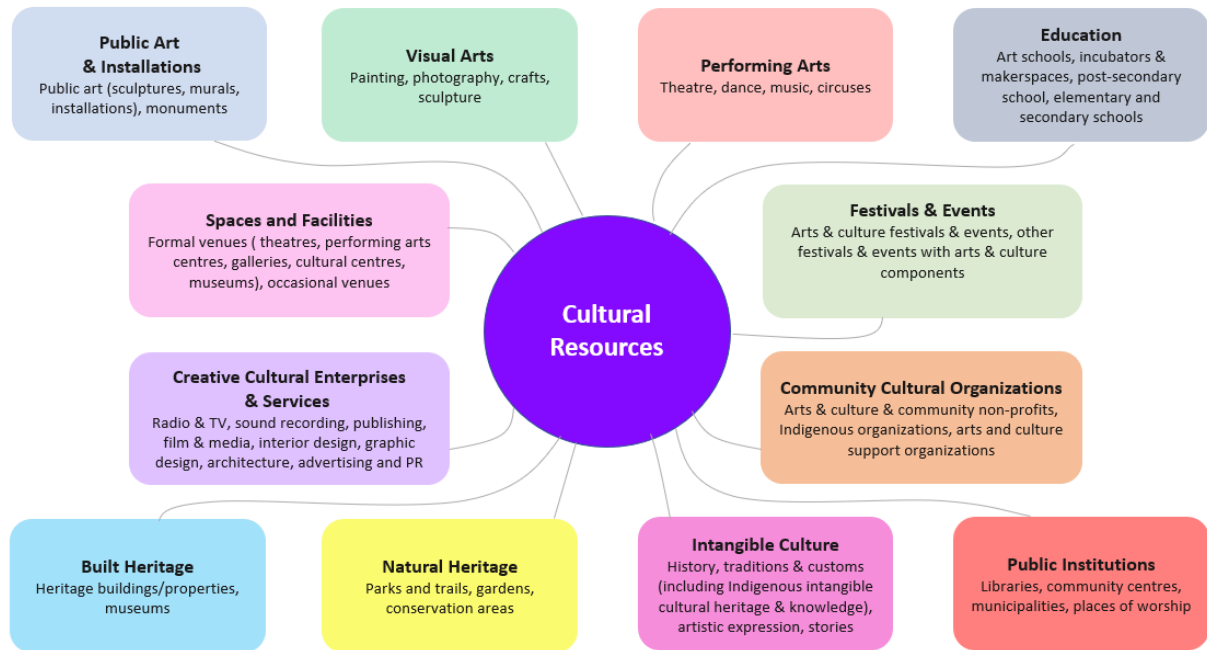 Public Art
& Installations
Public art (sculptures, murals,
installations), monuments
Visual Arts
Painting, photography, crafts,
sculpture
Performing Arts
Theatre, dance, music, circuses
Education
Art schools, incubators &
makerspaces, post-secondary
school, elementary and
secondary schools
Spaces and Facilities
Formal venues ( theatres, performing arts
centres, galleries, cultural centres,
museums), occasional venues
Festivals & Events
Arts & culture festivals & events, other
festivals & events with arts & culture
components
Cultural
Resources
Creative Cultural Enterprises
& Services
Radio & TV, sound recording, publishing,
film & media, interior design, graphic
design, architecture, advertising and PR
Community Cultural Organizations
Arts & culture & community non-profits,
Indigenous organizations, arts and culture
support organizations
Built Heritage
Heritage buildings/properties,
museums
Natural Heritage
Parks and trails, gardens,
conservation areas
Intangible Culture
History, traditions & customs
(including Indigenous intangible
cultural heritage & knowledge),
artistic expression, stories
Public Institutions
Libraries, community centres,
municipalities, places of worship